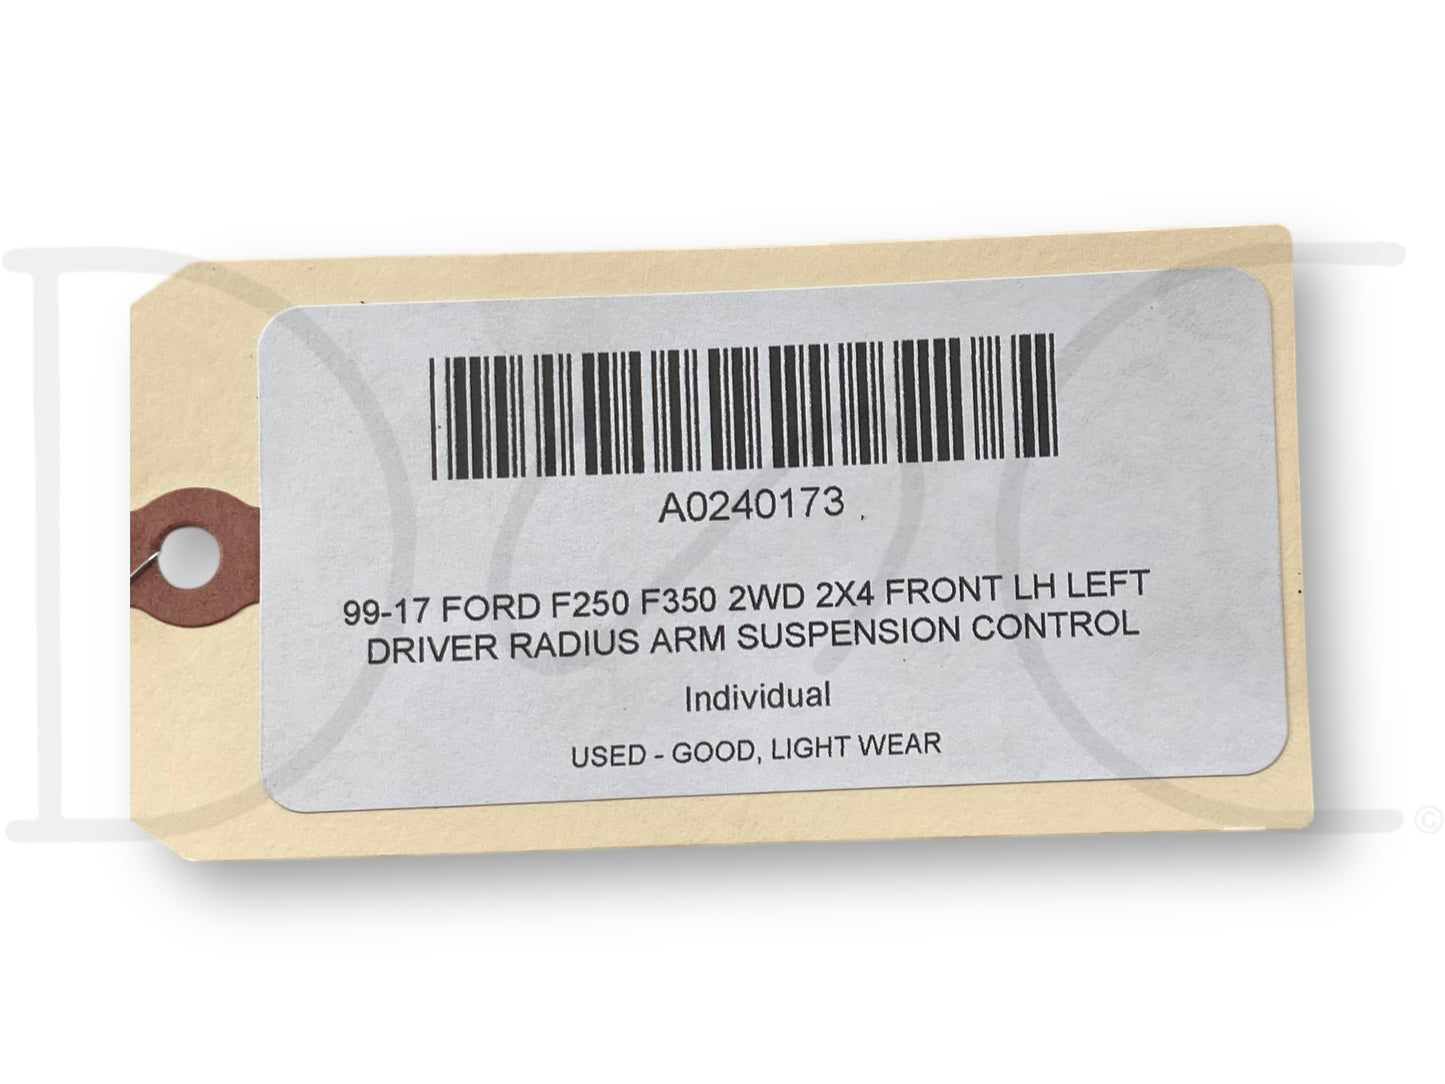 A0240173
99-17 FORD F250 F350 2WD 2X4 FRONT LH LEFT
DRIVER RADIUS ARM SUSPENSION CONTROL
Individual
USED - GOOD, LIGHT WEAR
©